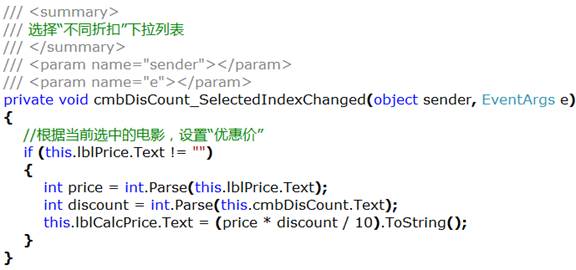 /// <summary>
/// 选择“不同折扣”下拉列表
/// </summary>
/// <param name="sender"></param>
/// <param name="e"></param>
private void cmbDisCount_SelectedIndexChanged(object sender, EventArgs e)
{
//根据当前选中的电影，设置“优惠价”
if (this.lblPrice.Text != "")
{
int price = int.Parse(this.lblPrice.Text);
int discount = int.Parse(this.cmbDisCount.Text);
this.lblCalcPrice.Text = (price * discount / 10).ToString();
}
}